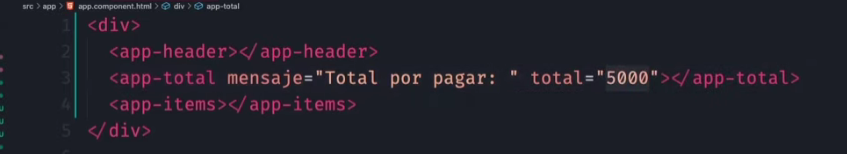 src > app > app.component.html > div > app-total
1 <div>
2 <app-header></app-header>
3 <app-total mensaje="Total por pagar: " total="5000"></app-total>
4 <app-items></app-items>
5 </div>